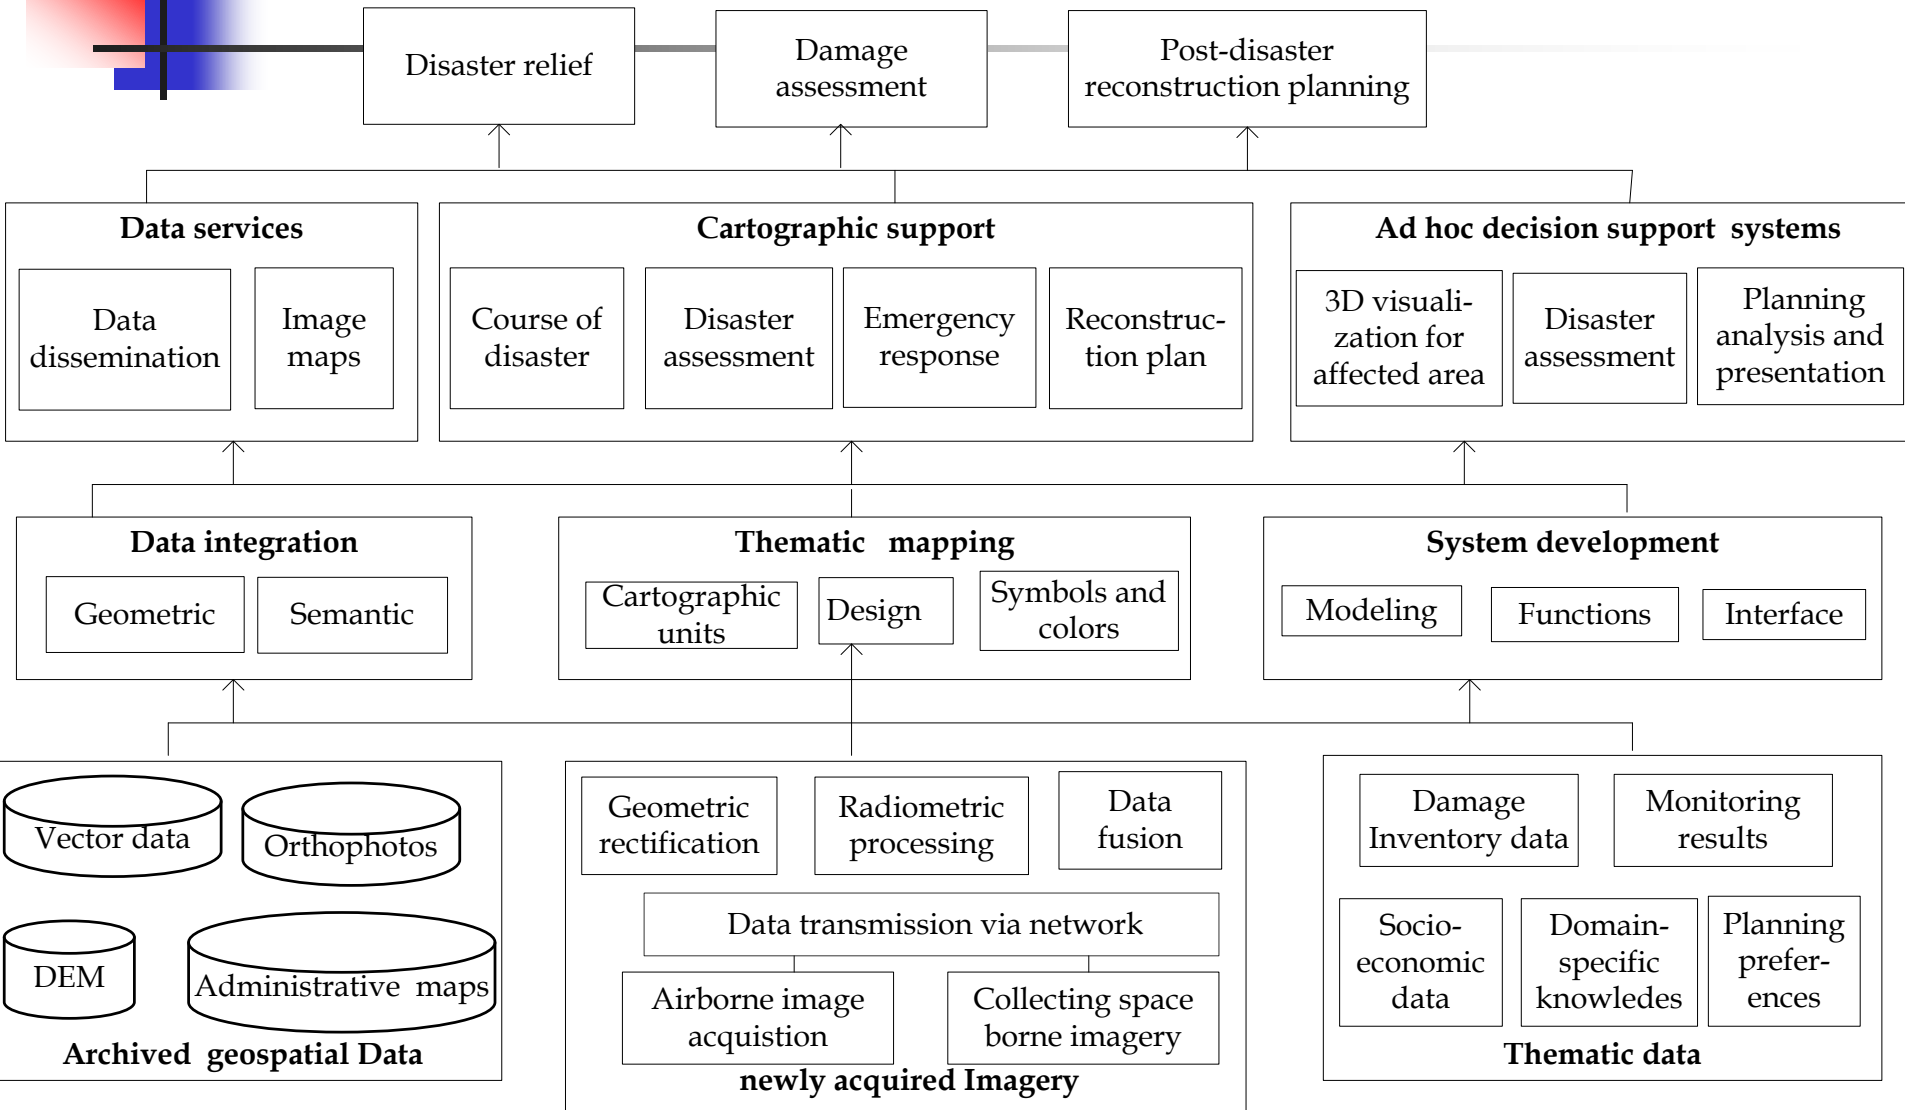 Disaster relief
Damage
assessment
Post-disaster
reconstruction planning
Data services
Data
dissemination
Image
maps
Cartographic support
Course of
disaster
Disaster
assessment
Emergency
response
Reconstruc-
tion plan
Ad hoc decision support systems
3D visuali-
zation for
affected area
Disaster
assessment
Planning
analysis and
presentation
Data integration
Geometric
Semantic
Thematic mapping
Cartographic
units
Design
Symbols and
colors
System development
Modeling
Functions
Interface
Vector data
Orthophotos
DEM
Administrative maps
Archived geospatial Data
Geometric
rectification
Radiometric
processing
Data
fusion
Data transmission via network
Airborne image
acquistion
Collecting space
borne imagery
newly acquired Imagery
Damage
Inventory data
Monitoring
results
Socio-
economic
data
Domain-
specific
knowledes
Planning
prefer-
ences
Thematic data